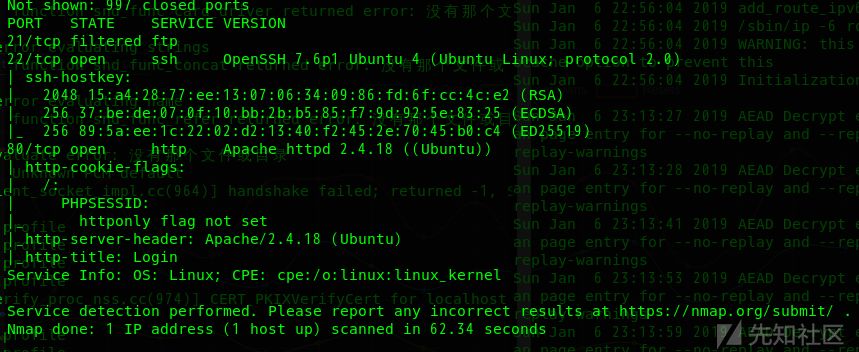 Not shown: 997 closed ports
PORT STATE SERVICE VERSION
21/tcp filtered ftp
22/tcp open ssh OpenSSH 7.6p1 Ubuntu 4 (Ubuntu Linux; protocol 2.0)
| ssh-hostkey:
| 2048 15:a4:28:77:ee:13:07:06:34:09:86:fd:6f:cc:4c:e2 (RSA)
| 256 37:be:de:07:0f:10:bb:2b:b5:85:f7:9d:92:5e:83:25 (ECDSA)
|_ 256 89:5a:ee:1c:22:02:d2:13:40:f2:45:2e:70:45:b0:c4 (ED25519)
80/tcp open http Apache httpd 2.4.18 ((Ubuntu))
| http-cookie-flags:
| /:
| PHPSESSID:
|_ httponly flag not set
|_http-server-header: Apache/2.4.18 (Ubuntu)
|_http-title: Login
Service Info: OS: Linux; CPE: cpe:/o:linux:linux_kernel
Service detection performed. Please report any incorrect results at https://nmap.org/submit/ .
Nmap done: 1 IP address (1 host up) scanned in 62.34 seconds
Sun Jan 6 22:56:04 2019 add_route_ipv
Sun Jan 6 22:56:04 2019 /sbin/ip -6 r
Sun Jan 6 22:56:04 2019 WARNING: this
Sun Jan 6 22:56:04 2019 Initialization
Sun Jan 6 23:13:27 2019 AEAD Decrypt e
an page entry for --no-replay and --r
replay-warnings
Sun Jan 6 23:13:28 2019 AEAD Decrypt e
an page entry for --no-replay and --r
replay-warnings
Sun Jan 6 23:13:41 2019 AEAD Decrypt e
an page entry for --no-replay and --r
replay-warnings
Sun Jan 6 23:13:53 2019 AEAD Decrypt e
an page entry for --no-replay and --r
Sun Jan 6 23:13:59 2019 AEAD Decrypt e
先知社区